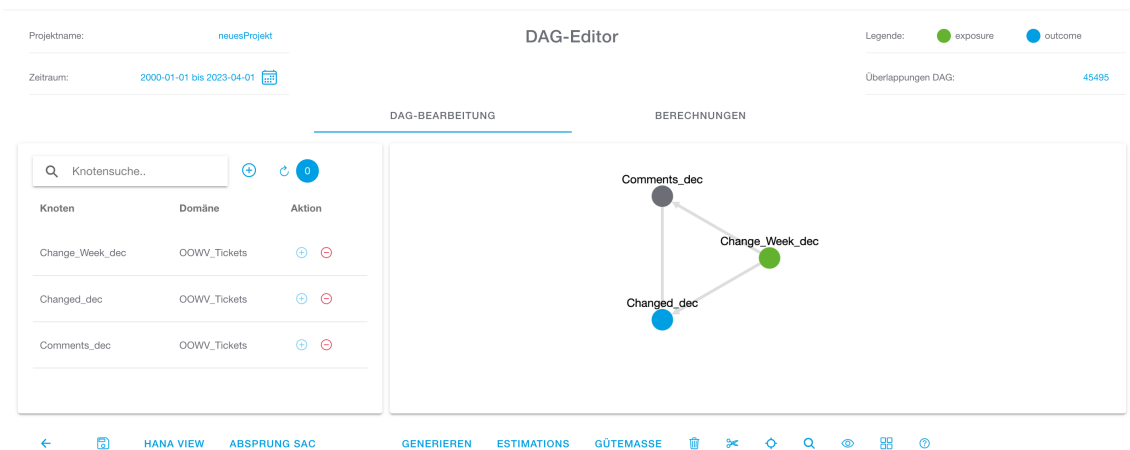 Projektname: neuesProjekt
DAG-Editor
Legende: exposure outcome
Zeitraum: 2000-01-01 bis 2023-04-01
Überlappungen DAG: 45495
DAG-BEARBEITUNG BERECHNUNGEN
Knotensuche.. 0
Knoten Domäne Aktion
Change_Week_dec OOWV_Tickets
Changed_dec OOWV_Tickets
Comments_dec OOWV_Tickets
Comments_dec
Change_Week_dec
Changed_dec
HANA VIEW ABSPRUNG SAC GENERIEREN ESTIMATIONS GÜTEMASSE